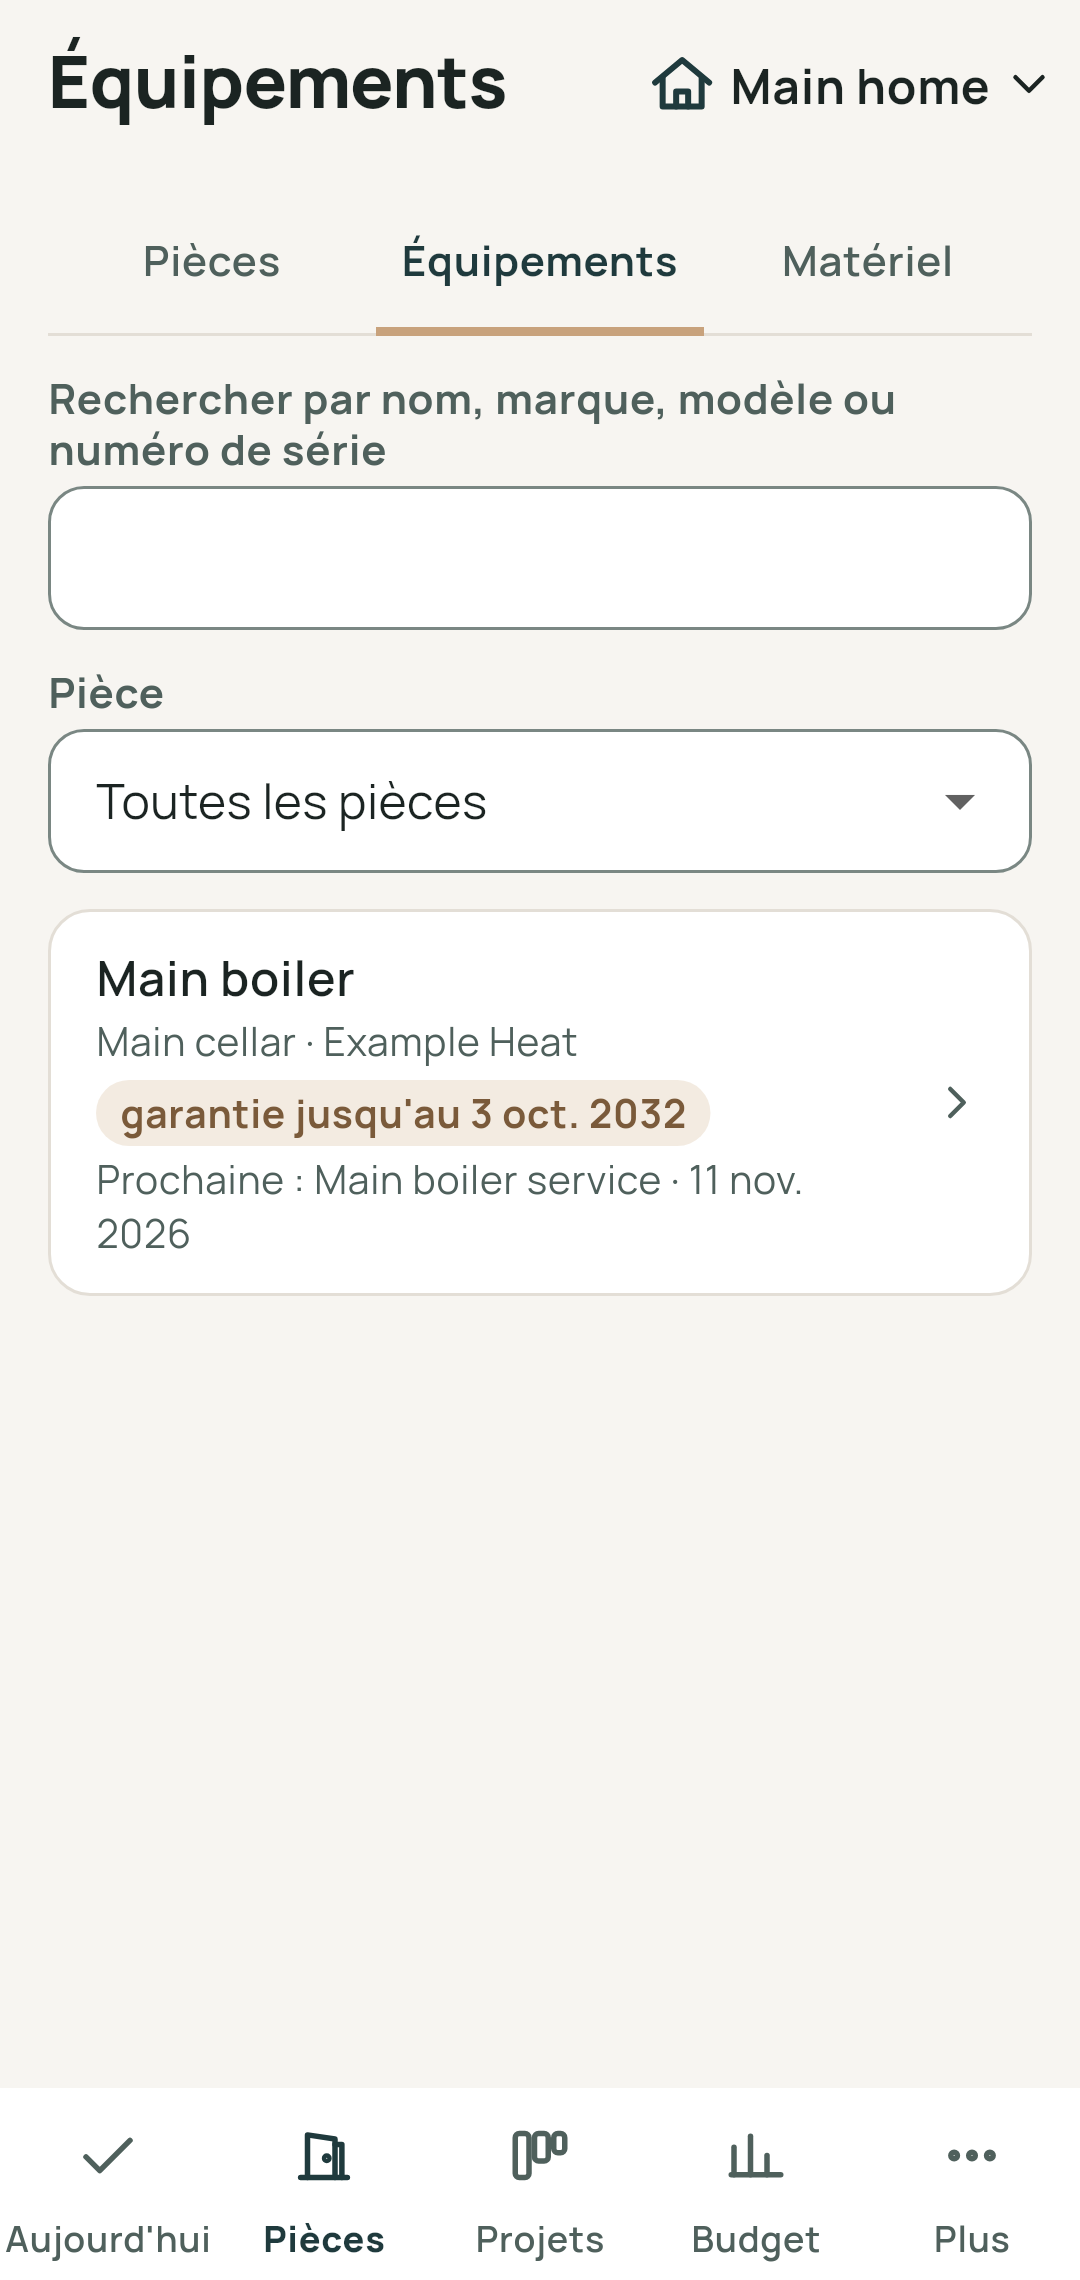 Équipements
Main home
Pièces
Équipements
Matériel
Rechercher par nom, marque, modèle ou
numéro de série
Pièce
Toutes les pièces
Main boiler
Main cellar · Example Heat
garantie jusqu'au 3 oct. 2032
Prochaine : Main boiler service · 11 nov.
2026
Aujourd'hui
Pièces
Projets
Budget
Plus